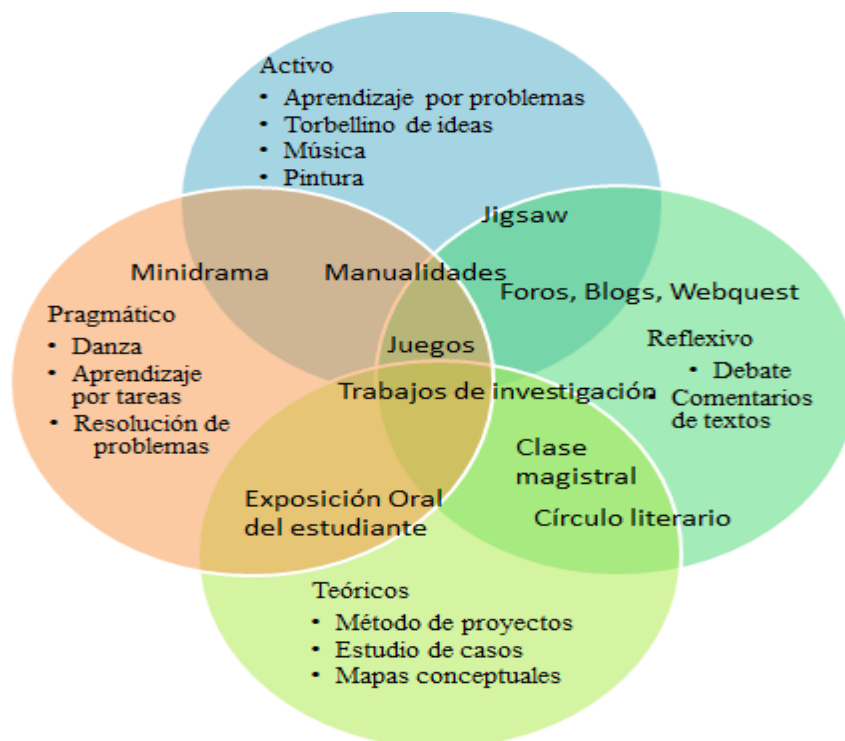 Activo
• Aprendizaje por problemas
• Torbellino de ideas
• Música
• Pintura
Jigsaw
Minidrama
Manualidades
Foros, Blogs, Webquest
Pragmático
• Danza
• Aprendizaje
por tareas
• Resolución de
problemas
Juegos
Reflexivo
• Debate
• Comentarios
de textos
Trabajos de investigación
Clase
magistral
Círculo literario
Exposición Oral
del estudiante
Teóricos
• Método de proyectos
• Estudio de casos
• Mapas conceptuales